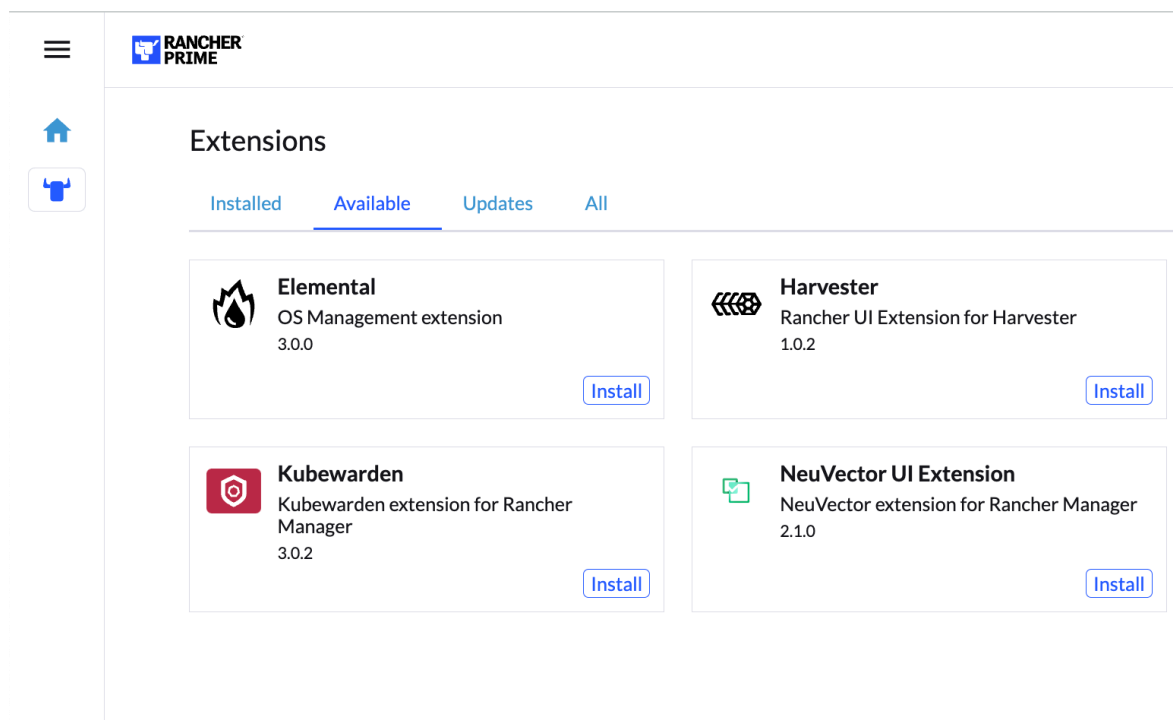 RANCHER
PRIME
Extensions
Installed Available Updates All
Elemental
OS Management extension
3.0.0
Install
Harvester
Rancher UI Extension for Harvester
1.0.2
Install
Kubewarden
Kubewarden extension for Rancher
Manager
3.0.2
Install
NeuVector UI Extension
NeuVector extension for Rancher Manager
2.1.0
Install